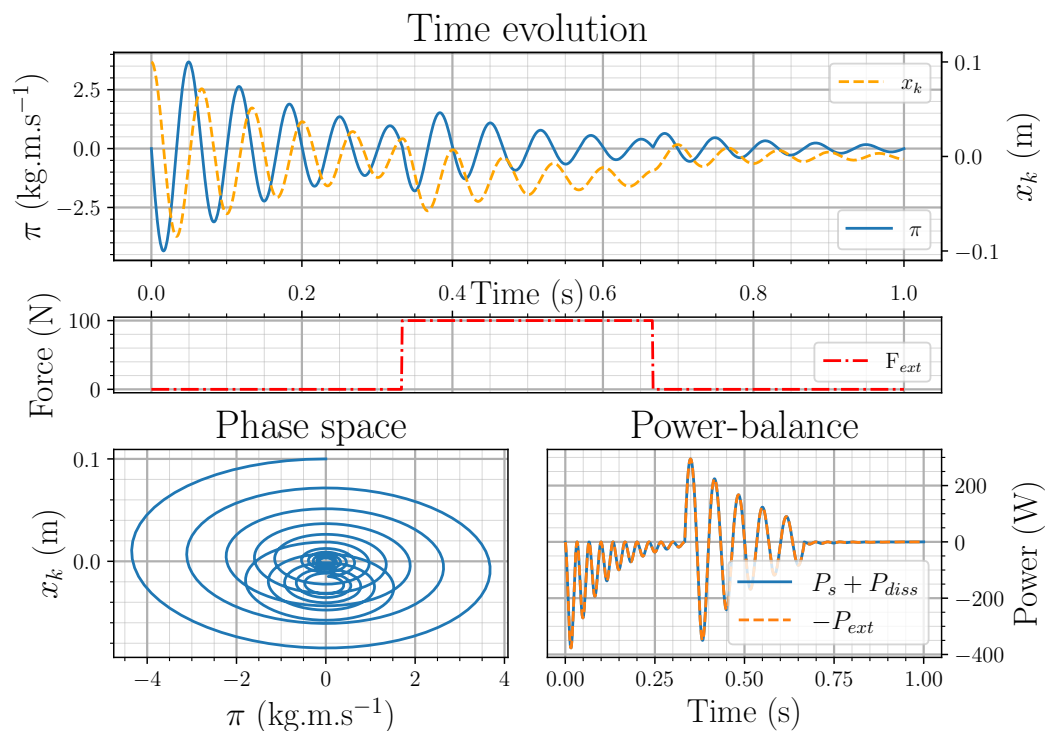 Time evolution
π (kg.m.s⁻¹)
2.5
0.0
−2.5
x_k
π
0.1
0.0
−0.1
x_k (m)
0.0 0.2 0.4 0.6 0.8 1.0
Time (s)
Force (N)
100
0
F_ext
Phase space
x_k (m)
0.1
0.0
−4 −2 0 2 4
π (kg.m.s⁻¹)
Power-balance
200
0
−200
−400
Power (W)
P_s + P_diss
−P_ext
0.00 0.25 0.50 0.75 1.00
Time (s)